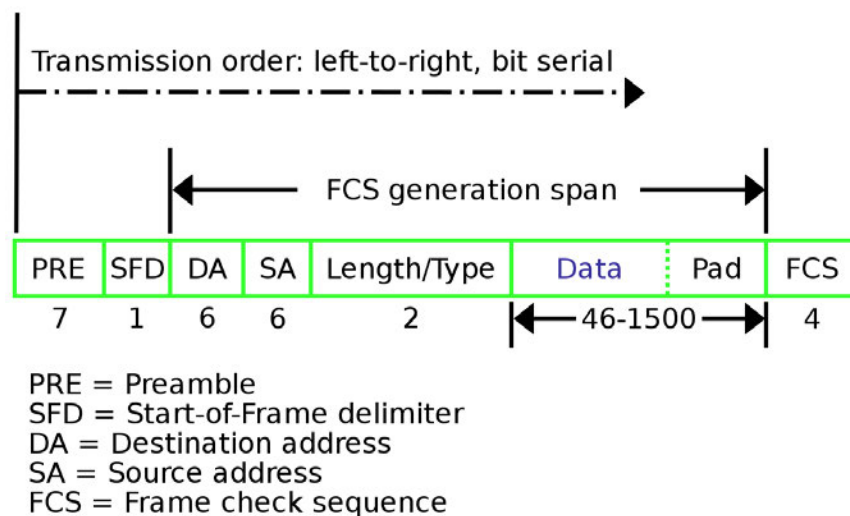 Transmission order: left-to-right, bit serial
FCS generation span
PRE SFD DA SA Length/Type Data Pad FCS
7 1 6 6 2 46-1500 4
PRE = Preamble
SFD = Start-of-Frame delimiter
DA = Destination address
SA = Source address
FCS = Frame check sequence